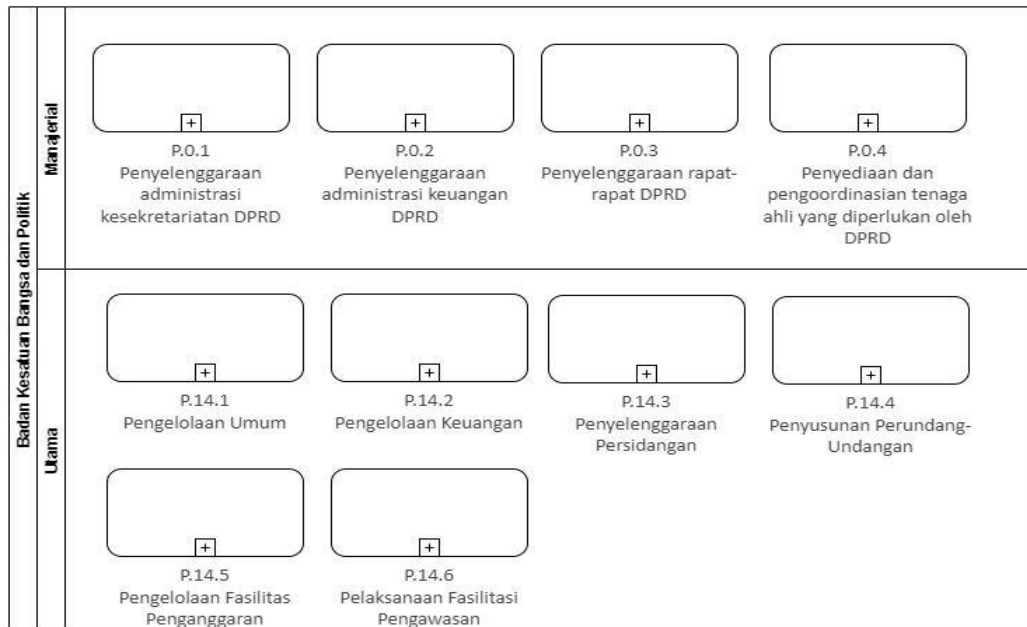 Badan Kesatuan Bangsa dan Politik
Manajerial
P.0.1
Penyelenggaraan
administrasi
kesekretariatan DPRD
P.0.2
Penyelenggaraan
administrasi keuangan
DPRD
P.0.3
Penyelenggaraan rapat-
rapat DPRD
P.0.4
Penyediaan dan
pengoordinasian tenaga
ahli yang diperlukan oleh
DPRD
Utama
P.14.1
Pengelolaan Umum
P.14.2
Pengelolaan Keuangan
P.14.3
Penyelenggaraan
Persidangan
P.14.4
Penyusunan Perundang-
Undangan
P.14.5
Pengelolaan Fasilitas
Penganggaran
P.14.6
Pelaksanaan Fasilitasi
Pengawasan